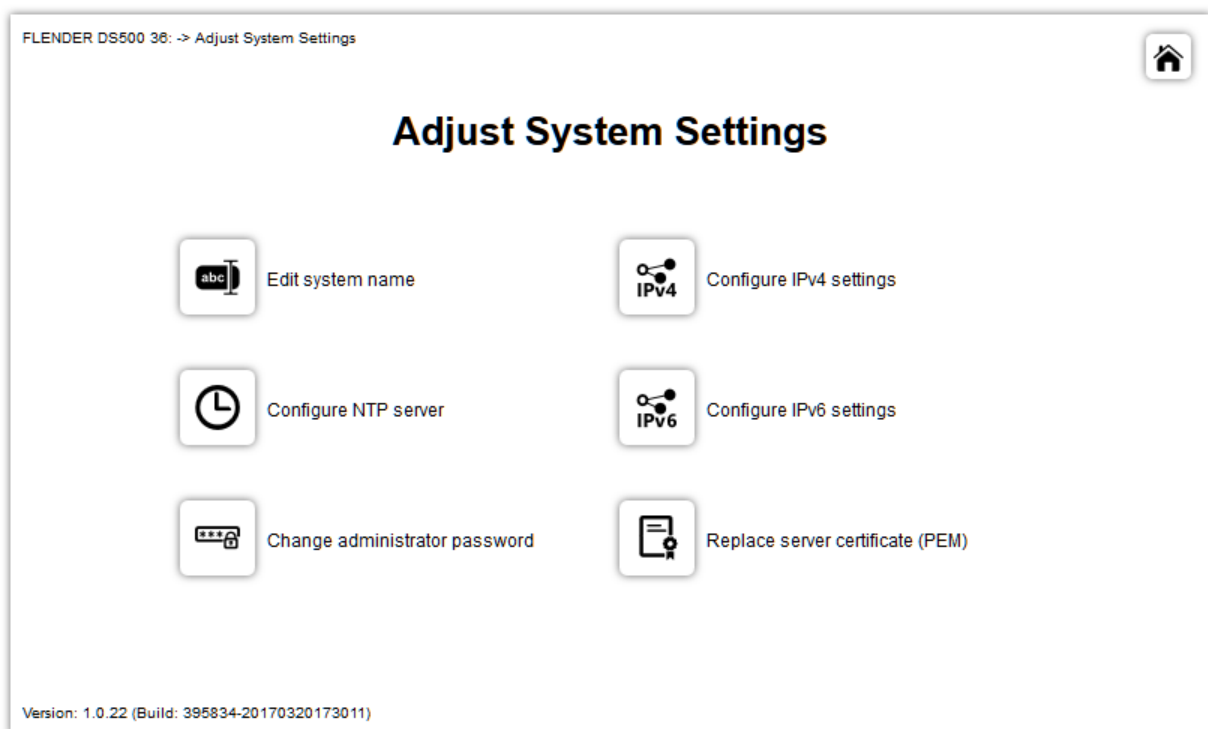 FLENDER DS500 36: -> Adjust System Settings
Adjust System Settings
abc
Edit system name
IPv4
Configure IPv4 settings
Configure NTP server
IPv6
Configure IPv6 settings
***
Change administrator password
Replace server certificate (PEM)
Version: 1.0.22 (Build: 395834-20170320173011)